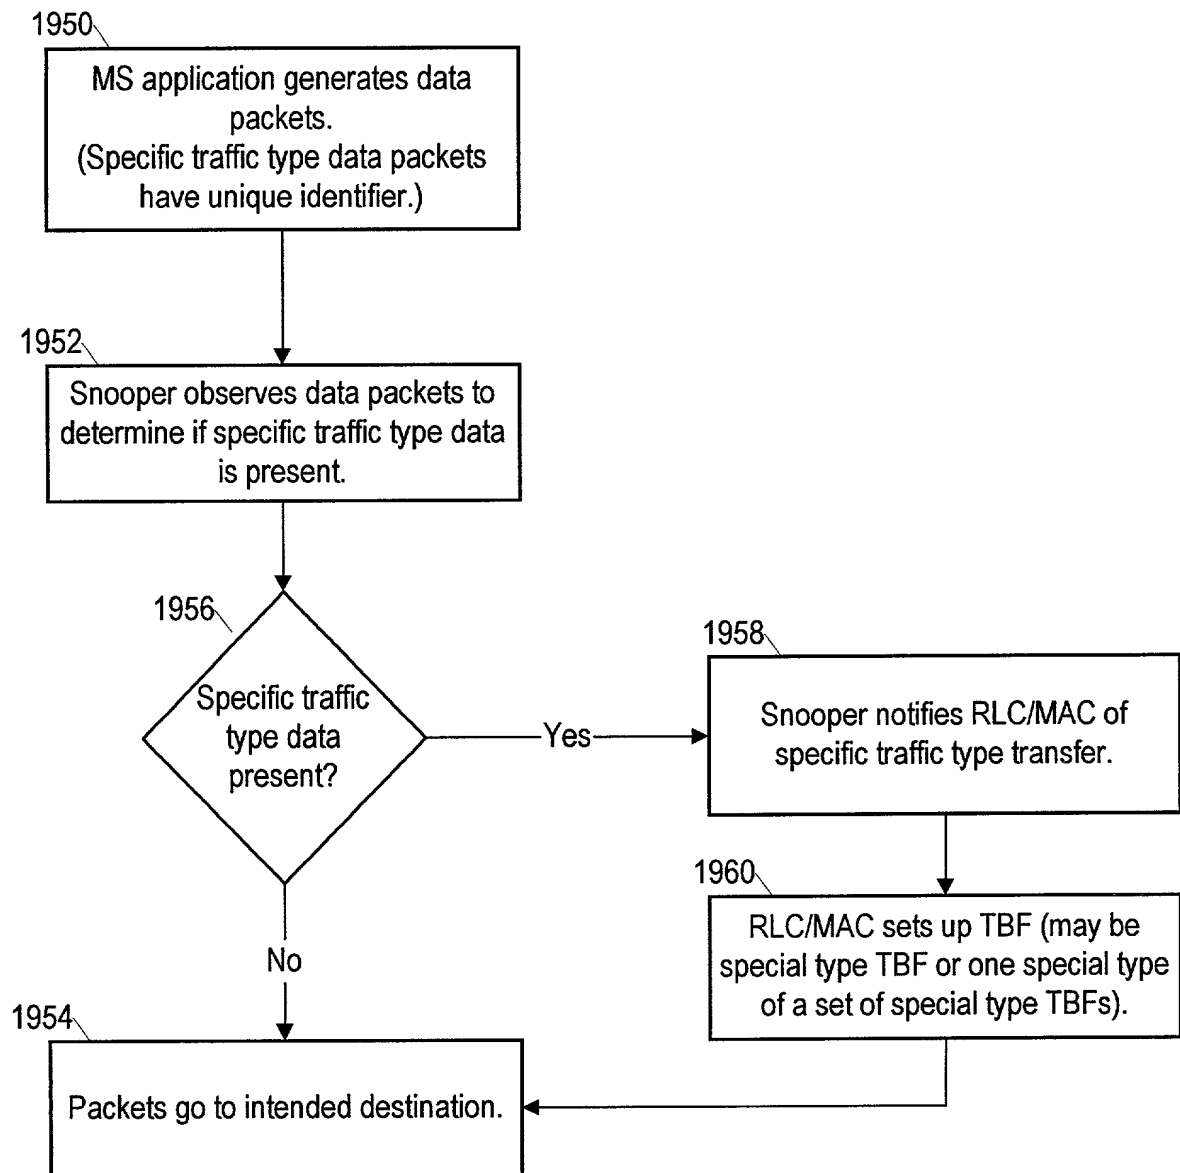 1950
MS application generates data
packets.
(Specific traffic type data packets
have unique identifier.)
1952
Snooper observes data packets to
determine if specific traffic type data
is present.
1956
Specific traffic
type data
present?
Yes
1958
Snooper notifies RLC/MAC of
specific traffic type transfer.
1960
RLC/MAC sets up TBF (may be
special type TBF or one special type
of a set of special type TBFs).
No
1954
Packets go to intended destination.